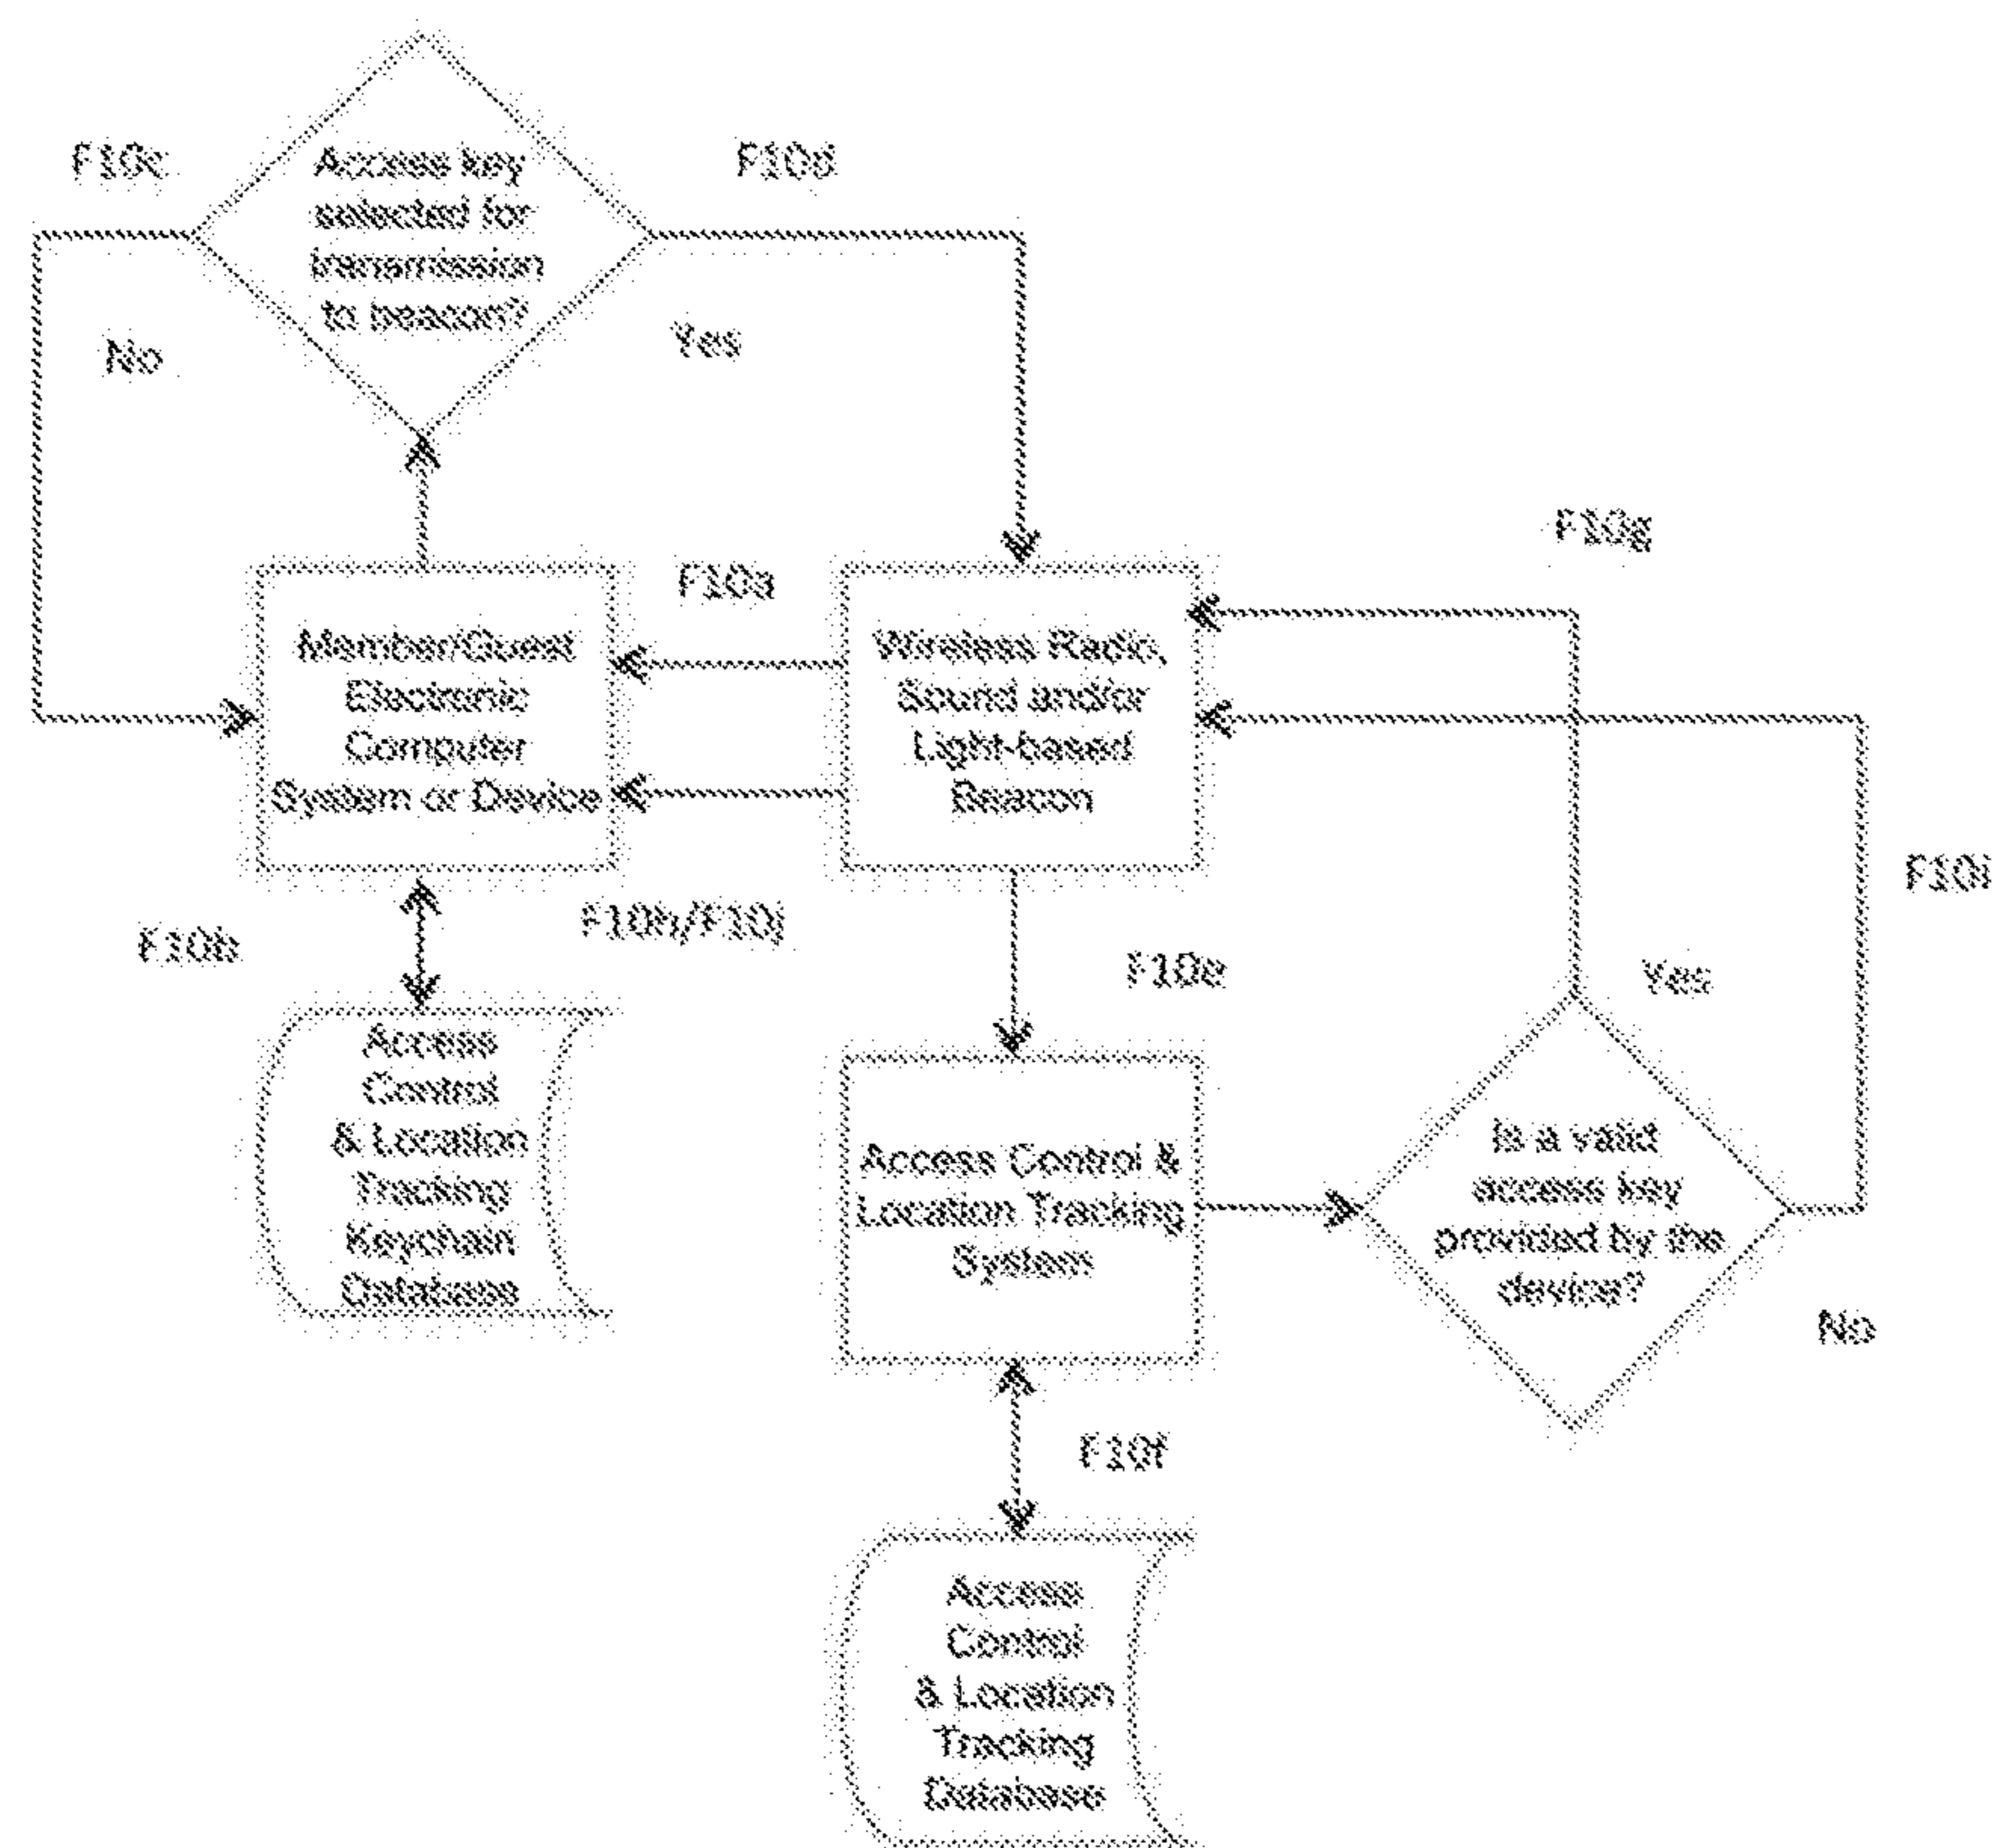 F10c
Access key
selected for
transmission
to beacon?
F10d
No
Yes
F10g
F10a
Member/Guest
Electronic
Computer
System or Device
Wireless Radio,
Sound and/or
Light-based
Beacon
F10i
F10b
F10h/F10j
F10e
Yes
Access
Control
& Location
Tracking
Keychain
Database
Access Control &
Location Tracking
System
Is a valid
access key
provided by the
device?
No
F10f
Access
Control
& Location
Tracking
Database